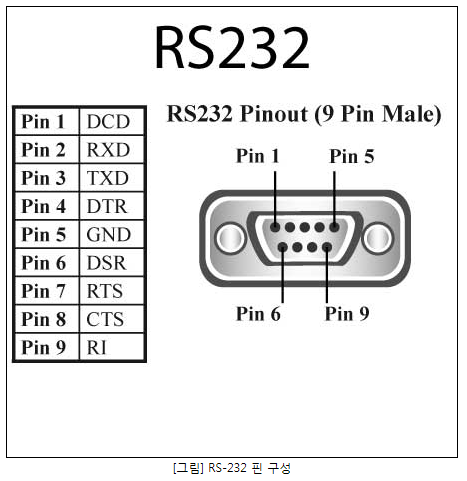 RS232
Pin 1 DCD
Pin 2 RXD
Pin 3 TXD
Pin 4 DTR
Pin 5 GND
Pin 6 DSR
Pin 7 RTS
Pin 8 CTS
Pin 9 RI
RS232 Pinout (9 Pin Male)
Pin 1 Pin 5
Pin 6 Pin 9
[그림] RS-232 핀 구성